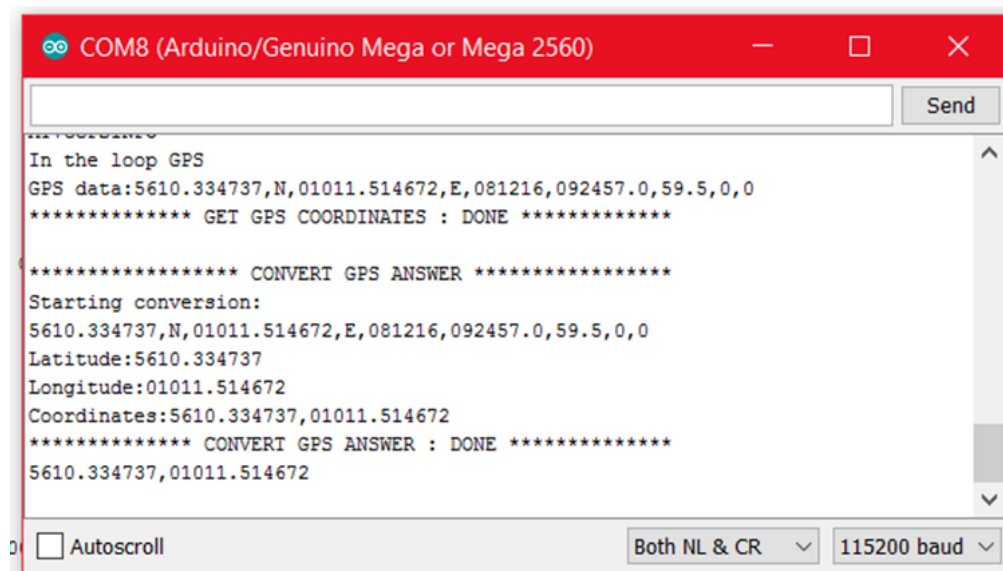 COM8 (Arduino/Genuino Mega or Mega 2560)
Send
In the loop GPS
GPS data:5610.334737,N,01011.514672,E,081216,092457.0,59.5,0,0
************** GET GPS COORDINATES : DONE *************
****************** CONVERT GPS ANSWER *****************
Starting conversion:
5610.334737,N,01011.514672,E,081216,092457.0,59.5,0,0
Latitude:5610.334737
Longitude:01011.514672
Coordinates:5610.334737,01011.514672
************** CONVERT GPS ANSWER : DONE **************
5610.334737,01011.514672
Autoscroll
Both NL & CR
115200 baud